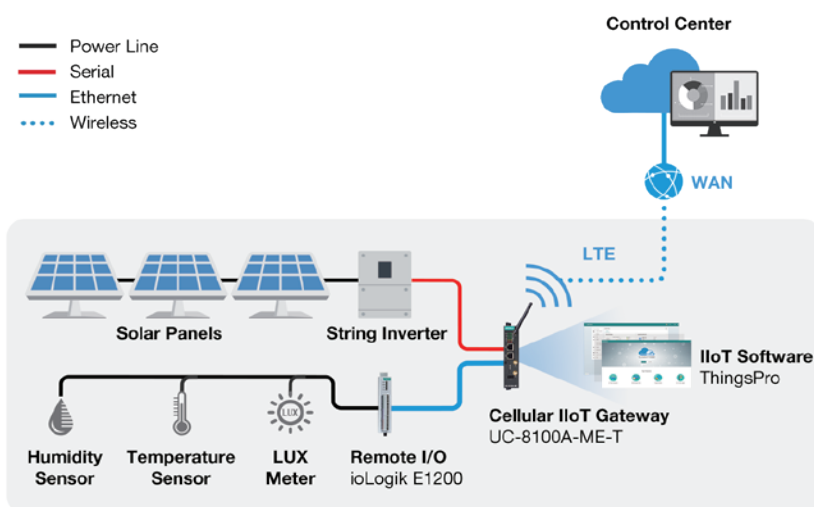 Control Center
Power Line
Serial
Ethernet
Wireless
WAN
LTE
Solar Panels
String Inverter
IIoT Software
ThingsPro
Cellular IIoT Gateway
UC-8100A-ME-T
Humidity
Sensor
Temperature
Sensor
LUX
LUX
Meter
Remote I/O
ioLogik E1200